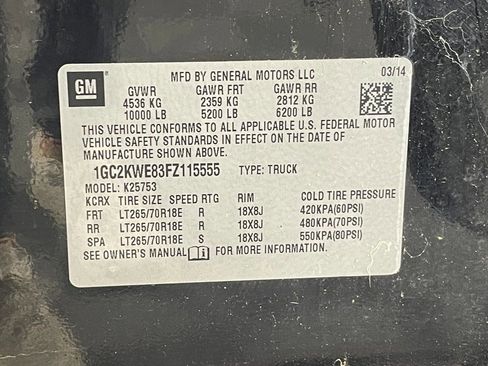 GM
MFD BY GENERAL MOTORS LLC 03/14
GVWR GAWR FRT GAWR RR
4536 KG 2359 KG 2812 KG
10000 LB 5200 LB 6200 LB
THIS VEHICLE CONFORMS TO ALL APPLICABLE U.S. FEDERAL MOTOR
VEHICLE SAFETY STANDARDS IN EFFECT ON THE DATE OF
MANUFACTURE SHOWN ABOVE.
1GC2KWE83FZ115555 TYPE: TRUCK
MODEL: K25753
KCRX TIRE SIZE SPEED RTG RIM COLD TIRE PRESSURE
FRT LT265/70R18E R 18X8J 420KPA(60PSI)
RR LT265/70R18E R 18X8J 480KPA(70PSI)
SPA LT265/70R18E S 18X8J 550KPA(80PSI)
SEE OWNER'S MANUAL FOR MORE INFORMATION.